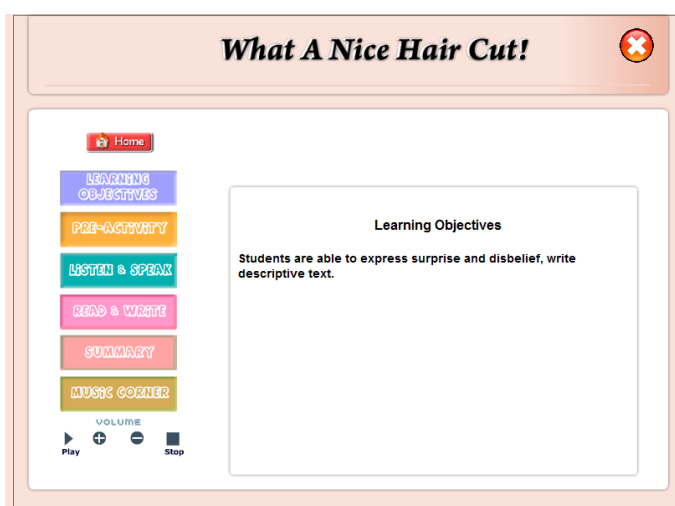 What A Nice Hair Cut!
Home
LEARNING
OBJECTIVES
PRE-ACTIVITY
LISTEN & SPEAK
READ & WRITE
SUMMARY
MUSIC CORNER
VOLUME
Play
Stop
Learning Objectives
Students are able to express surprise and disbelief, write
descriptive text.